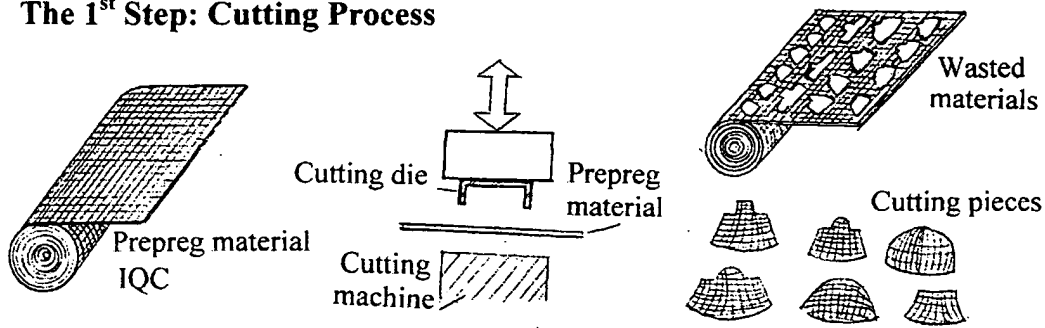 The 1st Step: Cutting Process
Prepreg material
IQC
Cutting die
Prepreg
material
Cutting
machine
Wasted
materials
Cutting pieces